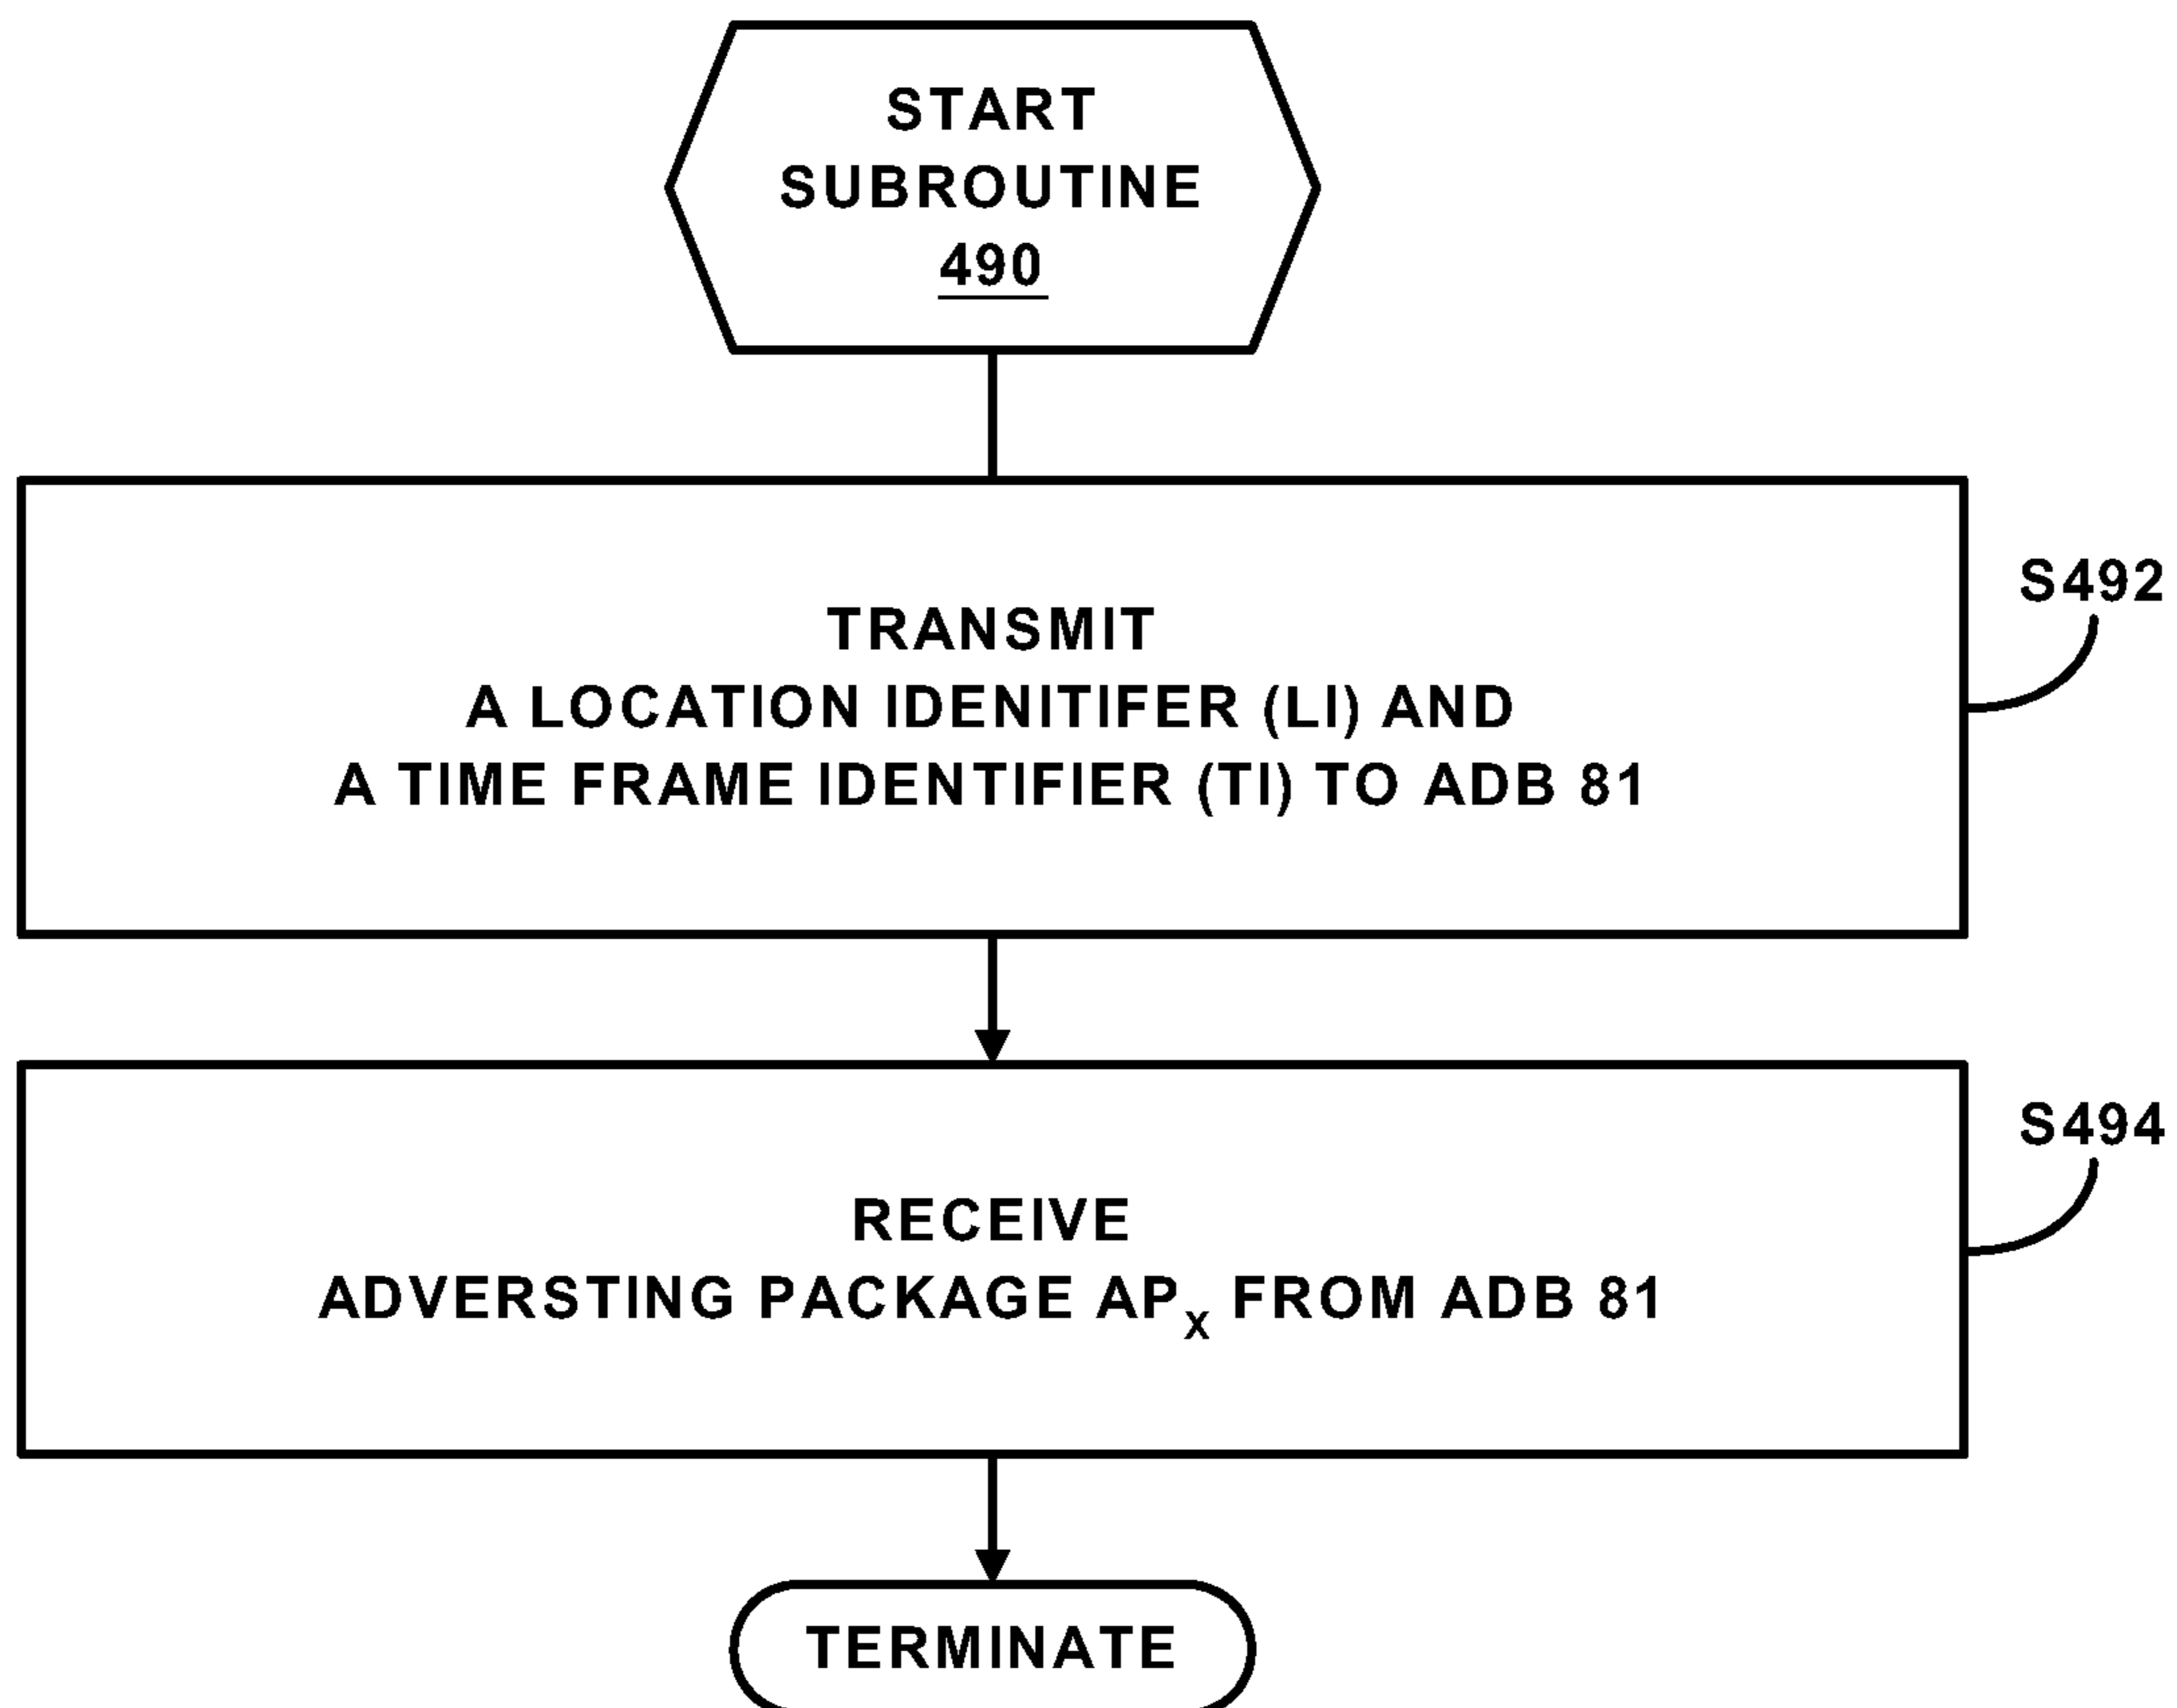 START
SUBROUTINE
490
S492
TRANSMIT
A LOCATION IDENITIFER (LI) AND
A TIME FRAME IDENTIFIER (TI) TO ADB 81
S494
RECEIVE
ADVERSTING PACKAGE APX FROM ADB 81
TERMINATE